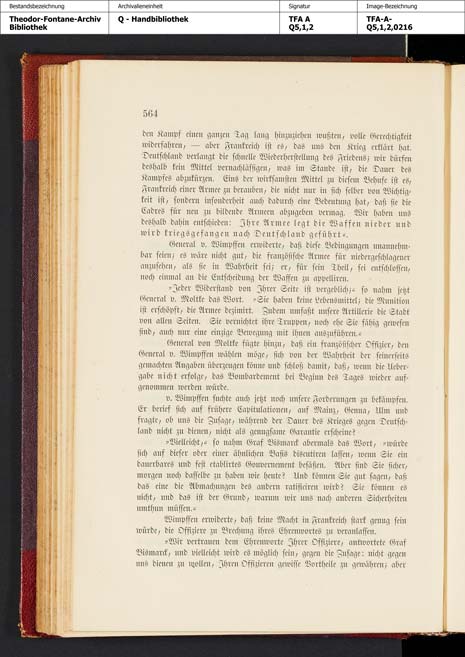 Bestandsbezeichnung
Archivalieneinheit
Signatur
Image-Bezeichnung
Theodor-Fontane-Archiv
Bibliothek
Q - Handbibliothek
TFA A
Q5,1,2
TFA-A-
Q5,1,2,0216
564
den Kampf einen ganzen Tag lang hinzuziehen wußten, volle Gerechtigkeit
widerfahren, — aber Frankreich ist es, das uns den Krieg erklärt hat.
Deutschland verlangt die schnelle Wiederherstellung des Friedens; wir dürfen
deshalb kein Mittel vernachlässigen, was im Stande ist, die Dauer des
Kampfes abzukürzen. Eins der wirksamsten Mittel zu diesem Behufe ist es,
Frankreich einer Armee zu berauben, die nicht nur in sich selber von Wichtig-
keit ist, sondern insonderheit auch dadurch eine Bedeutung hat, daß sie die
Cadres für neu zu bildende Armeen abzugeben vermag. Wir haben uns
deshalb dahin entschieden: Ihre Armee legt die Waffen nieder und
wird kriegsgefangen nach Deutschland geführt«.
General v. Wimpffen erwiderte, daß diese Bedingungen unannehm-
bar seien; es wäre nicht gut, die französische Armee für niedergeschlagener
anzusehen, als sie in Wahrheit sei; er, für sein Theil, sei entschlossen,
noch einmal an die Entscheidung der Waffen zu appelliren.
»Jeder Widerstand von Ihrer Seite ist vergeblich;« so nahm jetzt
General v. Moltke das Wort. »Sie haben keine Lebensmittel; die Munition
ist erschöpft, die Armee dezimirt. Zudem umfaßt unsere Artillerie die Stadt
von allen Seiten. Sie vernichtet ihre Truppen, noch ehe Sie fähig gewesen
sind, auch nur eine einzige Bewegung mit ihnen auszuführen.«
General von Moltke fügte hinzu, daß ein französischer Offizier, den
General v. Wimpffen wählen möge, sich von der Wahrheit der seinerseits
gemachten Angaben überzeugen könne und schloß damit, daß, wenn die Ueber-
gabe nicht erfolge, das Bombardement bei Beginn des Tages wieder auf-
genommen werden würde.
v. Wimpffen suchte auch jetzt noch unsere Forderungen zu bekämpfen.
Er berief sich auf frühere Capitulationen, auf Mainz, Genua, Ulm und
fragte, ob uns die Zusage, während der Dauer des Krieges gegen Deutsch-
land nicht zu dienen, nicht als genugsame Garantie erscheine?
»Vielleicht,« so nahm Graf Bismarck abermals das Wort, »würde
sich auf dieser oder einer ähnlichen Basis diskutiren lassen, wenn Sie ein
dauerbares und fest etablirtes Gouvernement besäßen. Aber sind Sie sicher,
morgen noch dasselbe zu haben wie heute? Und können Sie gut sagen, daß
das eine die Abmachungen des andern ratifiziren wird? Sie können es
nicht, und das ist der Grund, warum wir uns nach anderen Sicherheiten
umthun müssen.«
Wimpffen erwiderte, daß keine Macht in Frankreich stark genug sein
würde, die Offiziere zu Brechung ihres Ehrenwortes zu veranlassen.
»Wir vertrauen dem Ehrenworte Ihrer Offiziere, antwortete Graf
Bismarck, und vielleicht wird es möglich sein, gegen die Zusage: nicht gegen
uns dienen zu wollen, Ihren Offizieren gewisse Vortheile zu gewähren; aber